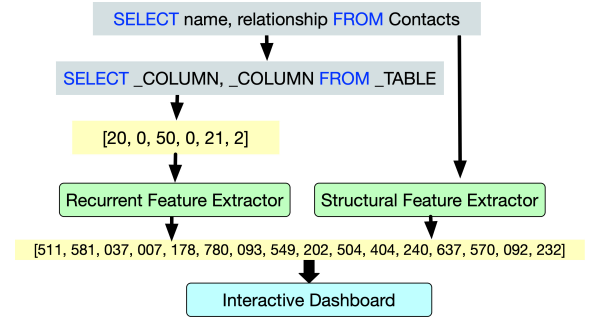 SELECT name, relationship FROM Contacts
SELECT _COLUMN, _COLUMN FROM _TABLE
[20, 0, 50, 0, 21, 2]
Recurrent Feature Extractor
Structural Feature Extractor
[511, 581, 037, 007, 178, 780, 093, 549, 202, 504, 404, 240, 637, 570, 092, 232]
Interactive Dashboard